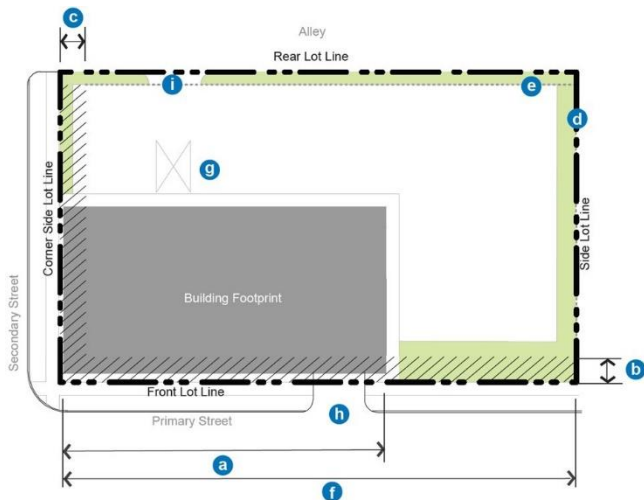 c
Alley
Rear Lot Line
i
e
d
Corner Side Lot Line
g
Side Lot Line
Building Footprint
Secondary Street
b
Front Lot Line
h
Primary Street
a
f